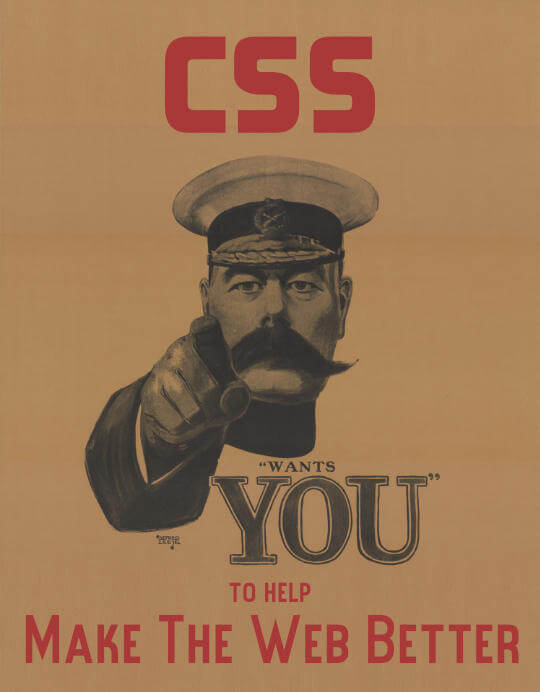 CSS
"WANTS
YOU"
TO HELP
MAKE THE WEB BETTER